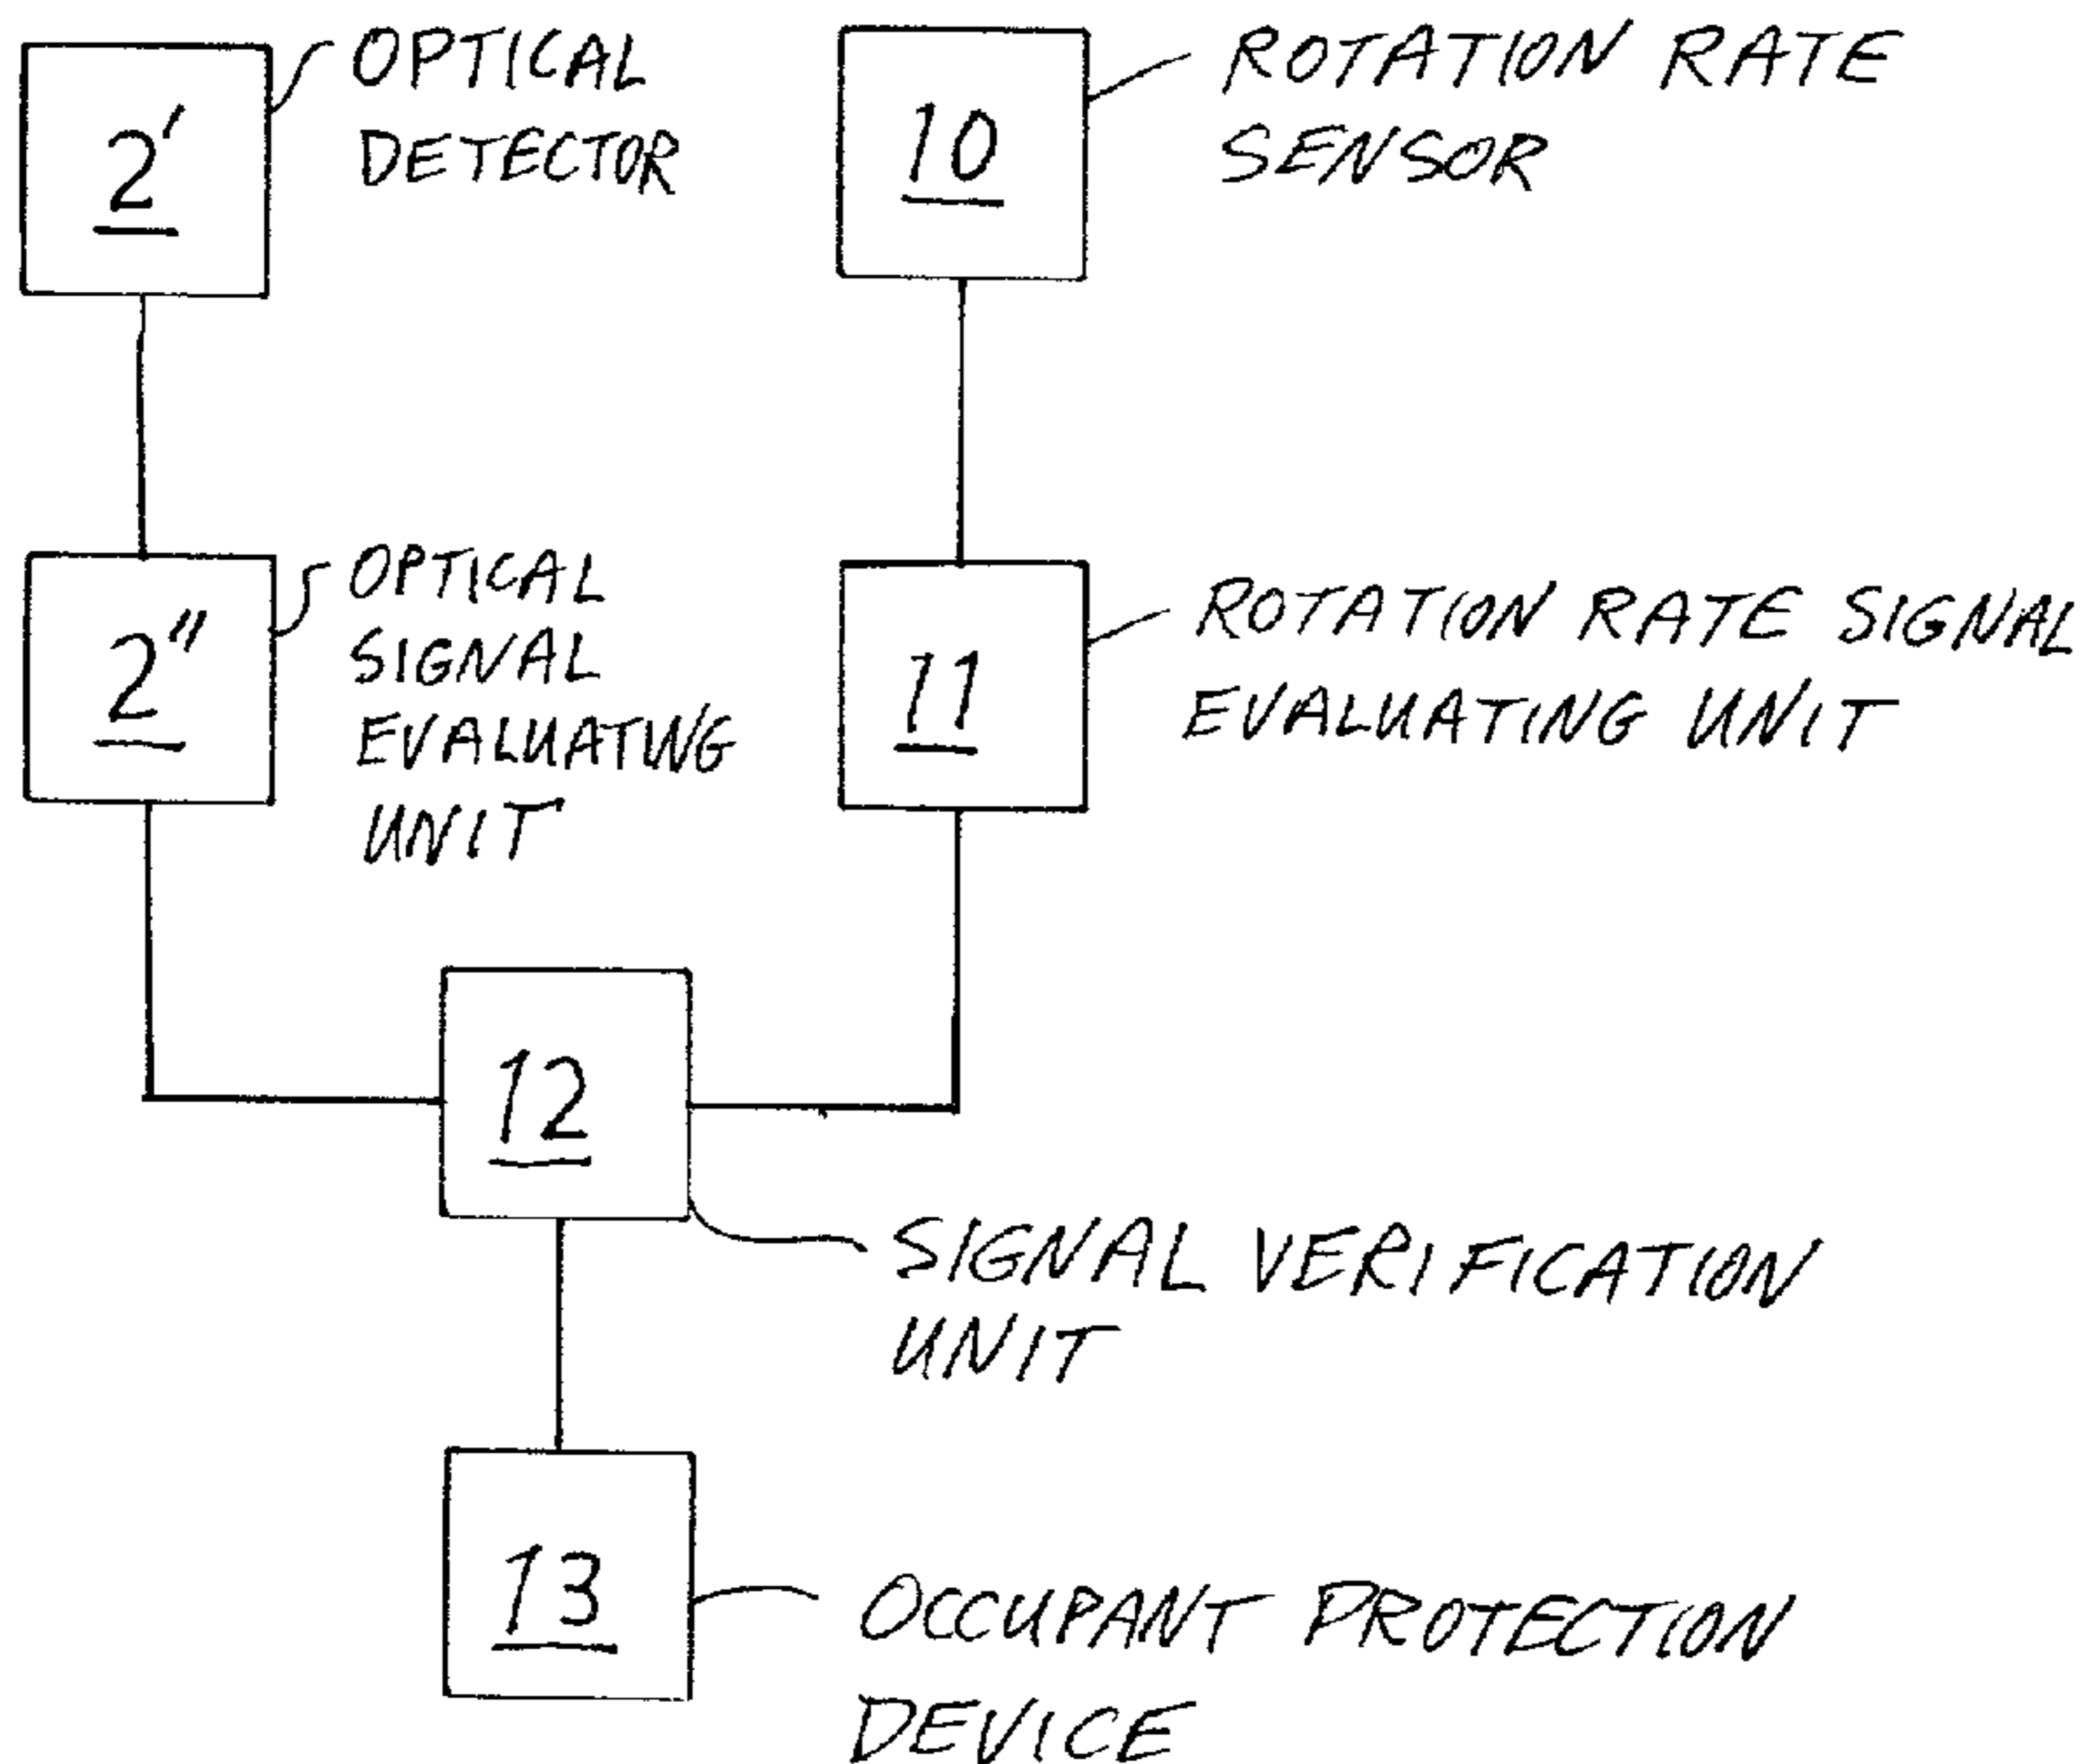 2'
OPTICAL
DETECTOR
10
ROTATION RATE
SENSOR
2"
OPTICAL
SIGNAL
EVALUATING
UNIT
11
ROTATION RATE SIGNAL
EVALUATING UNIT
12
SIGNAL VERIFICATION
UNIT
13
OCCUPANT PROTECTION
DEVICE